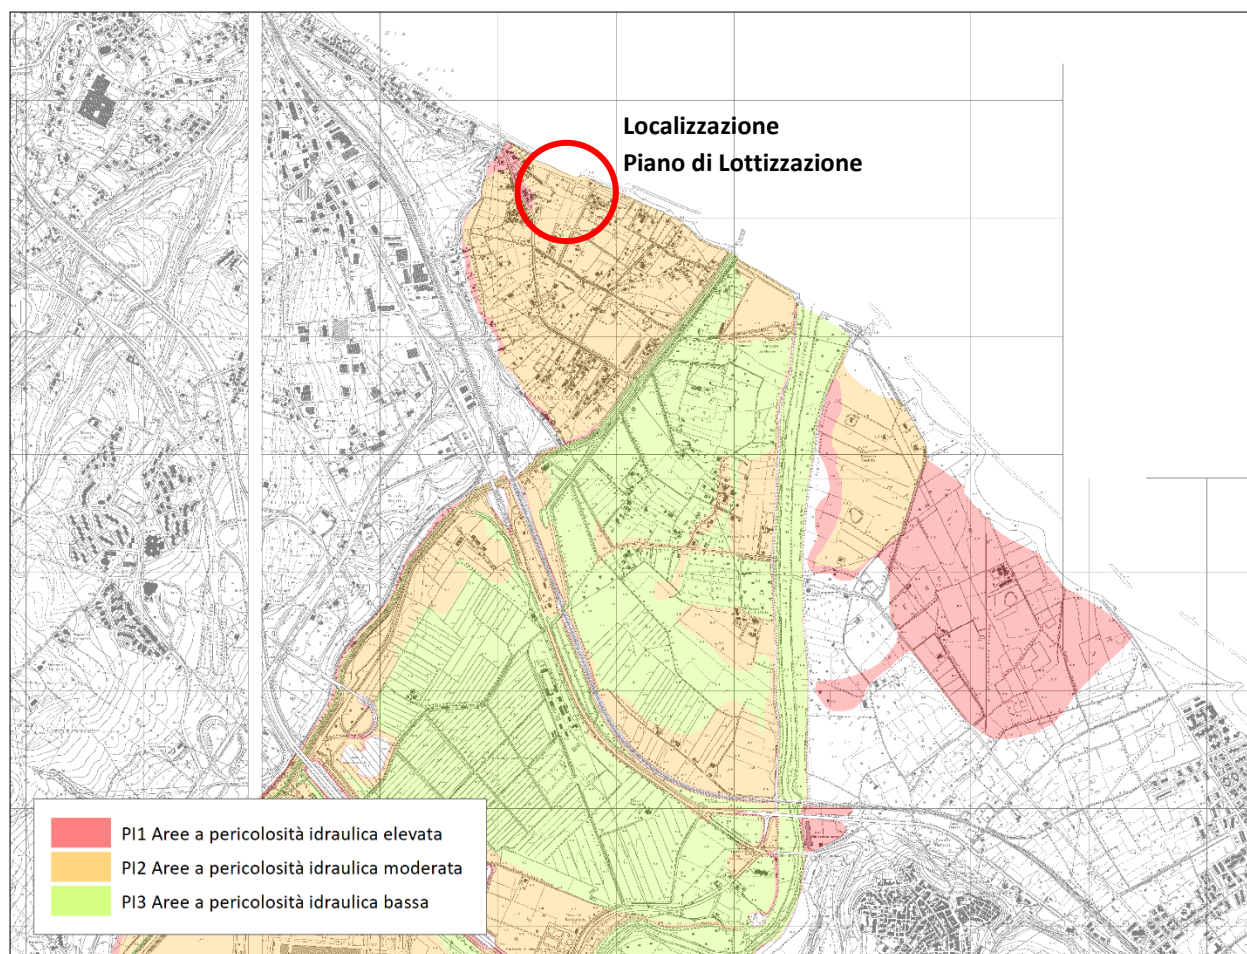 Localizzazione
Piano di Lottizzazione
PI1 Aree a pericolosità idraulica elevata
PI2 Aree a pericolosità idraulica moderata
PI3 Aree a pericolosità idraulica bassa